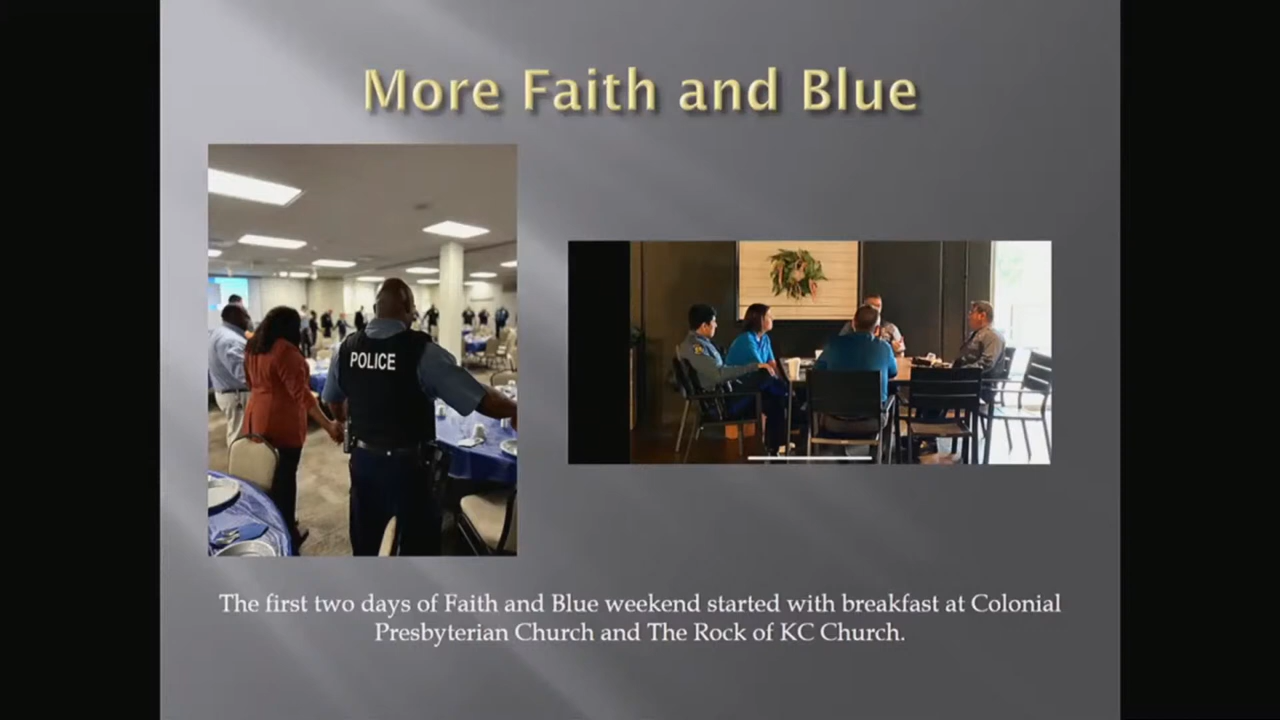 More Faith and Blue
POLICE
The first two days of Faith and Blue weekend started with breakfast at Colonial
Presbyterian Church and The Rock of KC Church.